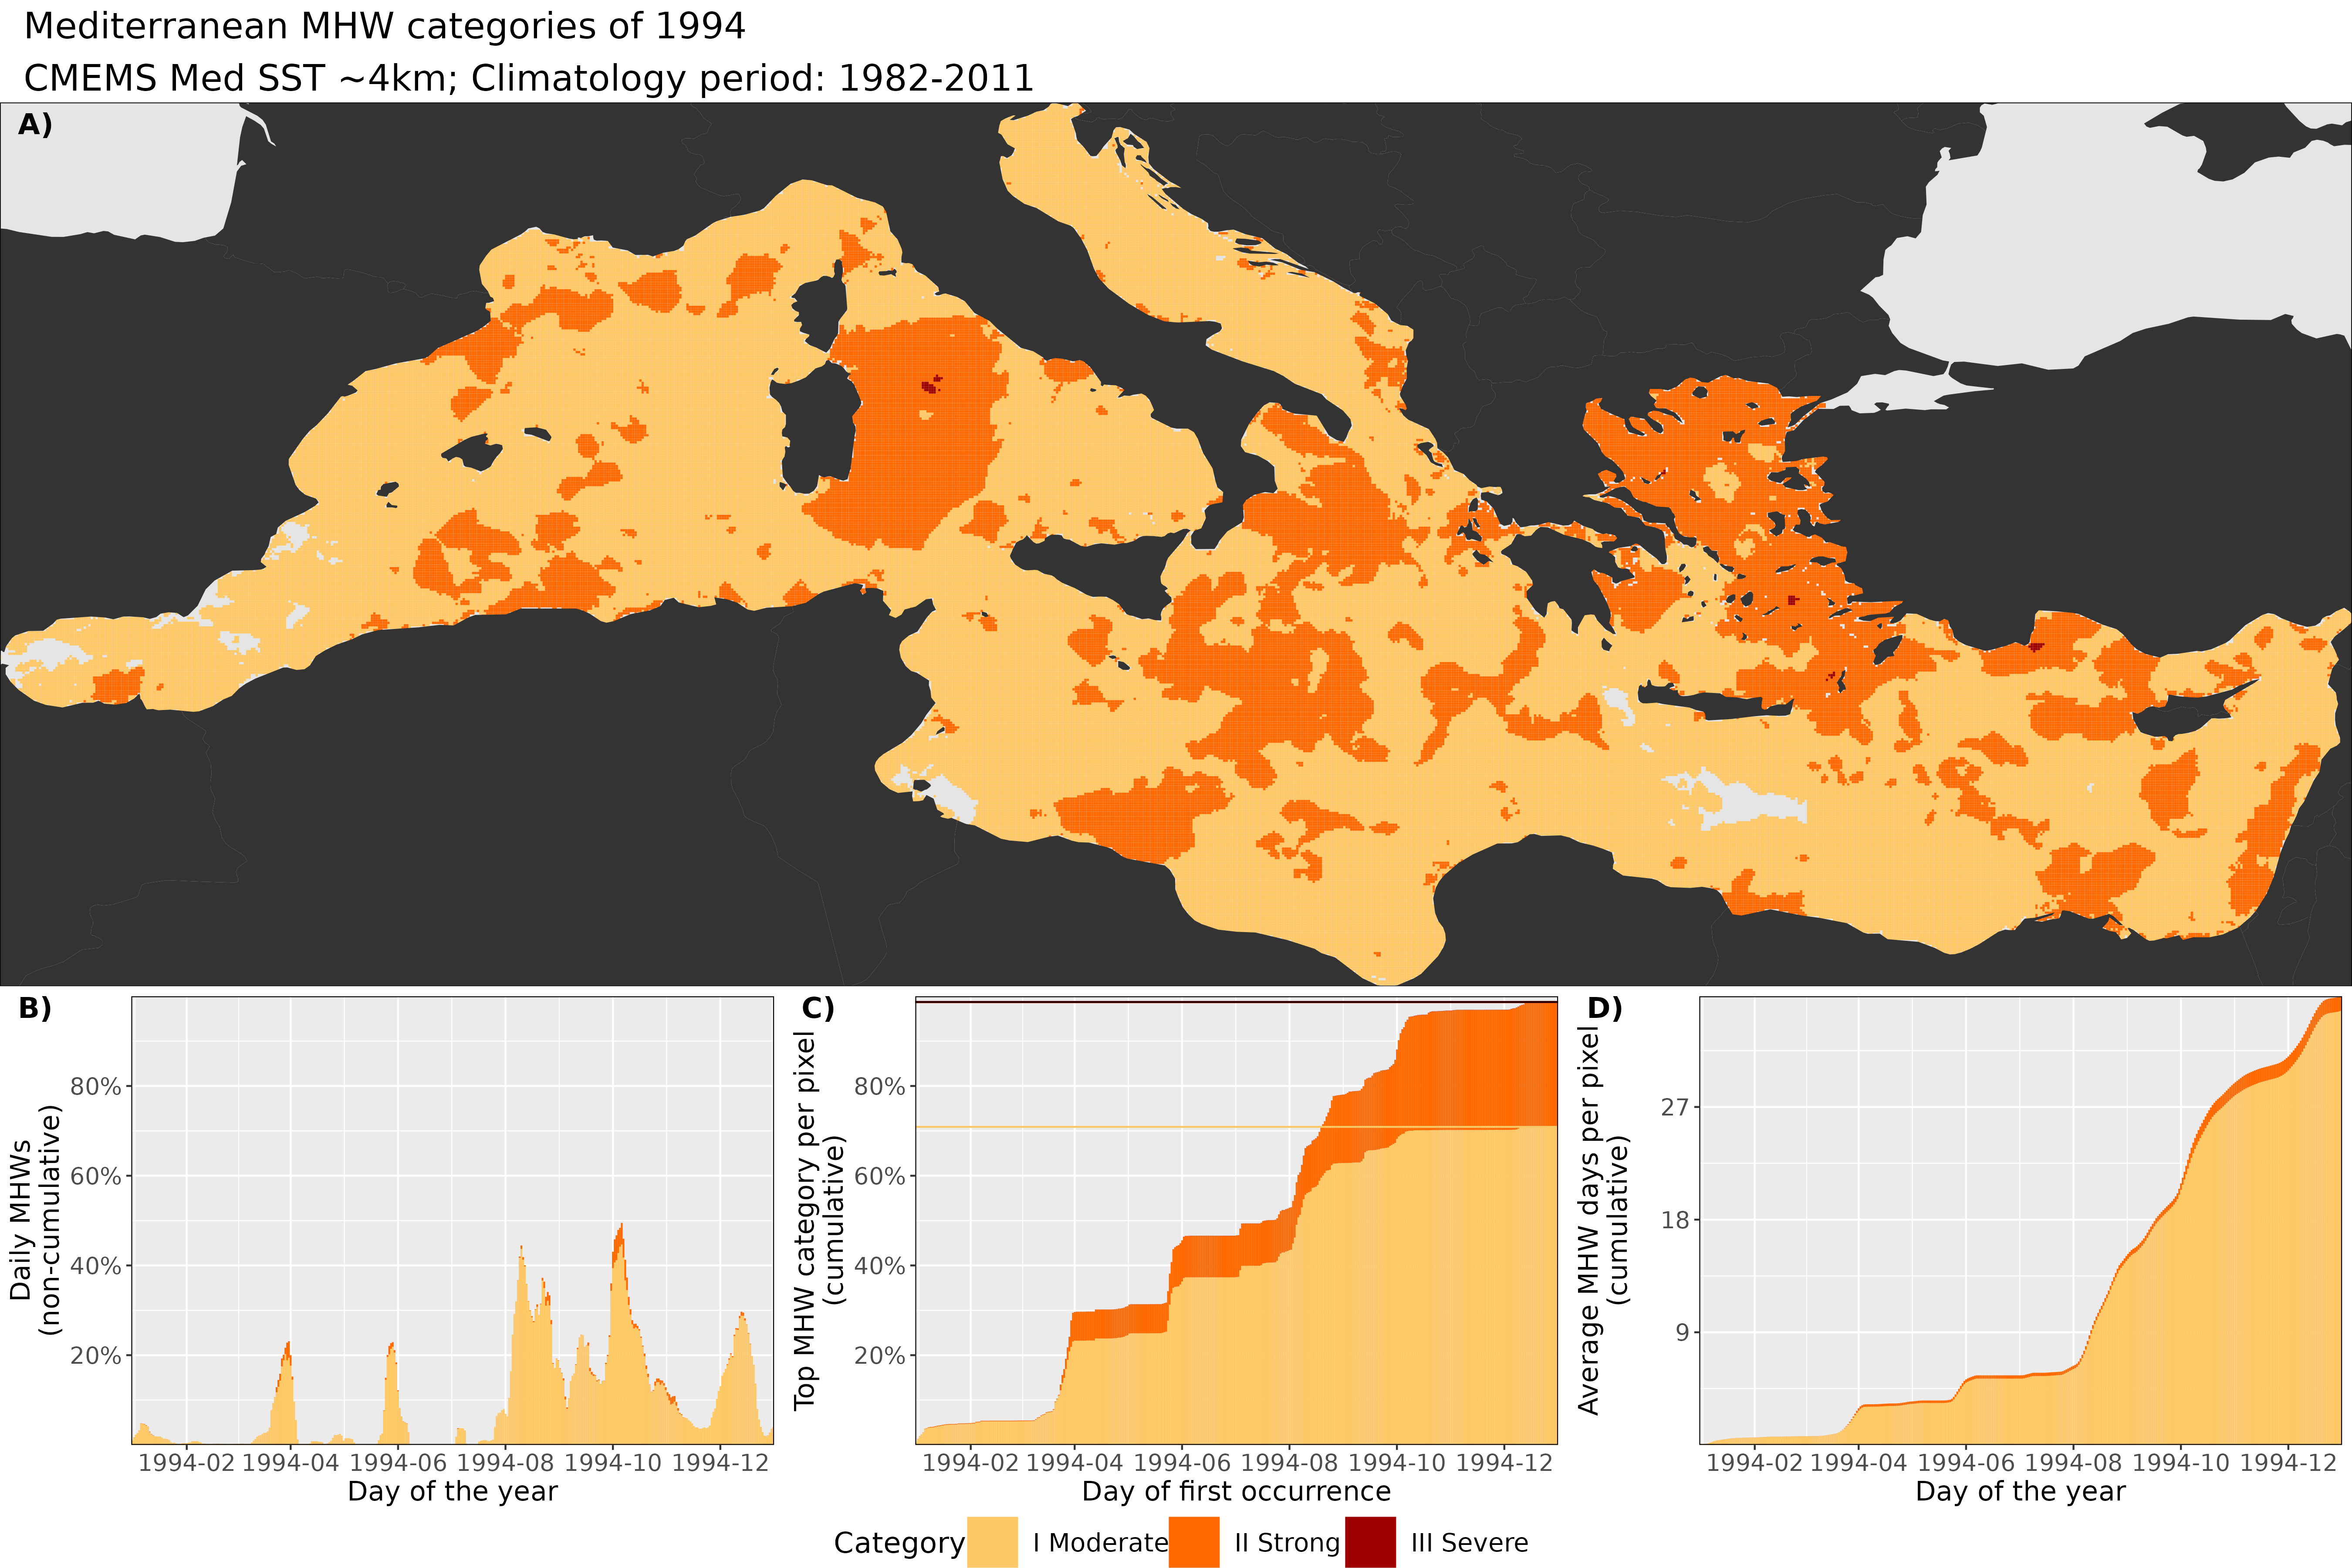 Mediterranean MHW categories of 1994
CMEMS Med SST ~4km; Climatology period: 1982-2011
A)
B)
Daily MHWs
(non-cumulative)
80%
60%
40%
20%
1994-02 1994-04 1994-06 1994-08 1994-10 1994-12
Day of the year
C)
Top MHW category per pixel
(cumulative)
80%
60%
40%
20%
1994-02 1994-04 1994-06 1994-08 1994-10 1994-12
Day of first occurrence
D)
Average MHW days per pixel
(cumulative)
27
18
9
1994-02 1994-04 1994-06 1994-08 1994-10 1994-12
Day of the year
Category I Moderate II Strong III Severe